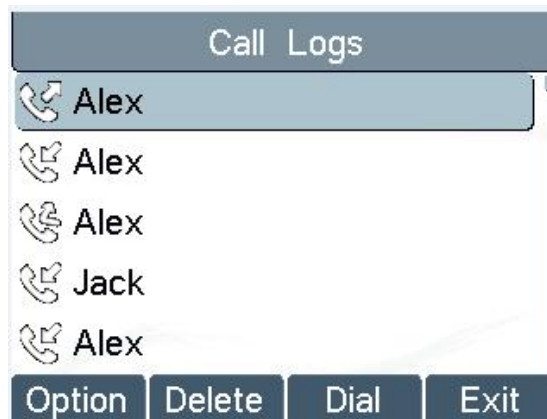 Call Logs
Alex
Alex
Alex
Jack
Alex
Option Delete Dial Exit